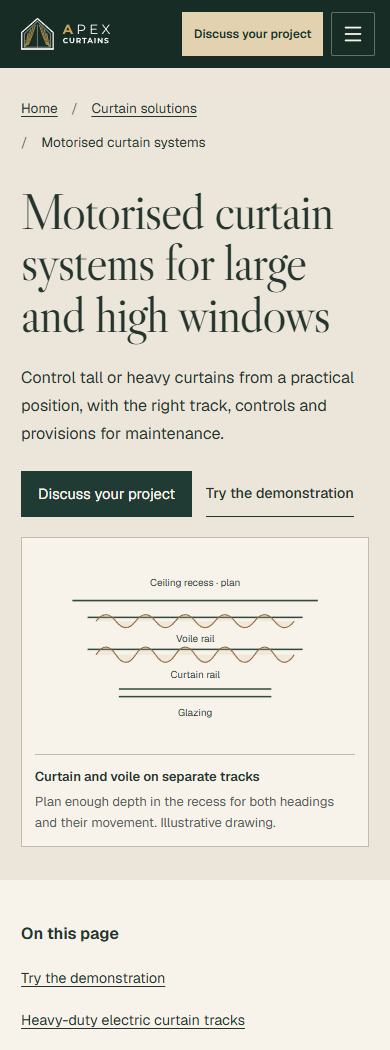 APEX
CURTAINS
Discuss your project
Home / Curtain solutions
/ Motorised curtain systems
Motorised curtain
systems for large
and high windows
Control tall or heavy curtains from a practical
position, with the right track, controls and
provisions for maintenance.
Discuss your project
Try the demonstration
Ceiling recess · plan
Voile rail
Curtain rail
Glazing
Curtain and voile on separate tracks
Plan enough depth in the recess for both headings
and their movement. Illustrative drawing.
On this page
Try the demonstration
Heavy-duty electric curtain tracks